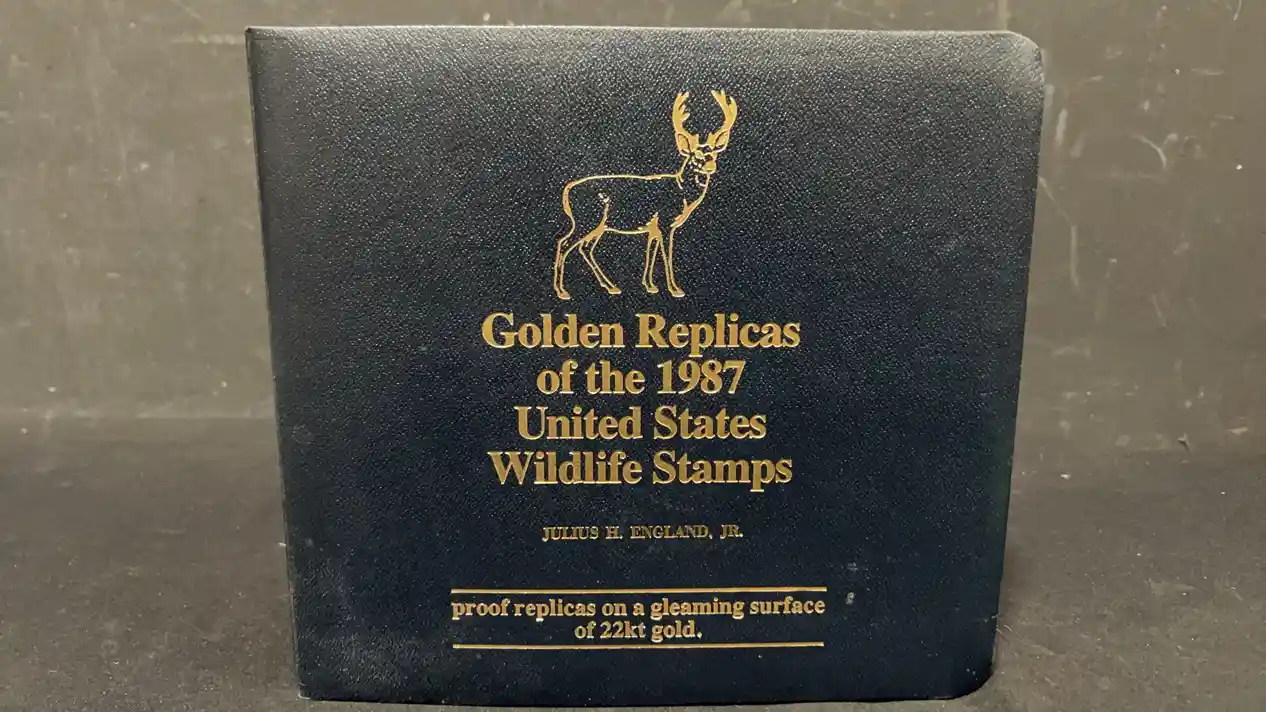 Golden Replicas
of the 1987
United States
Wildlife Stamps
JULIUS H. ENGLAND, JR.
proof replicas on a gleaming surface
of 22kt gold.